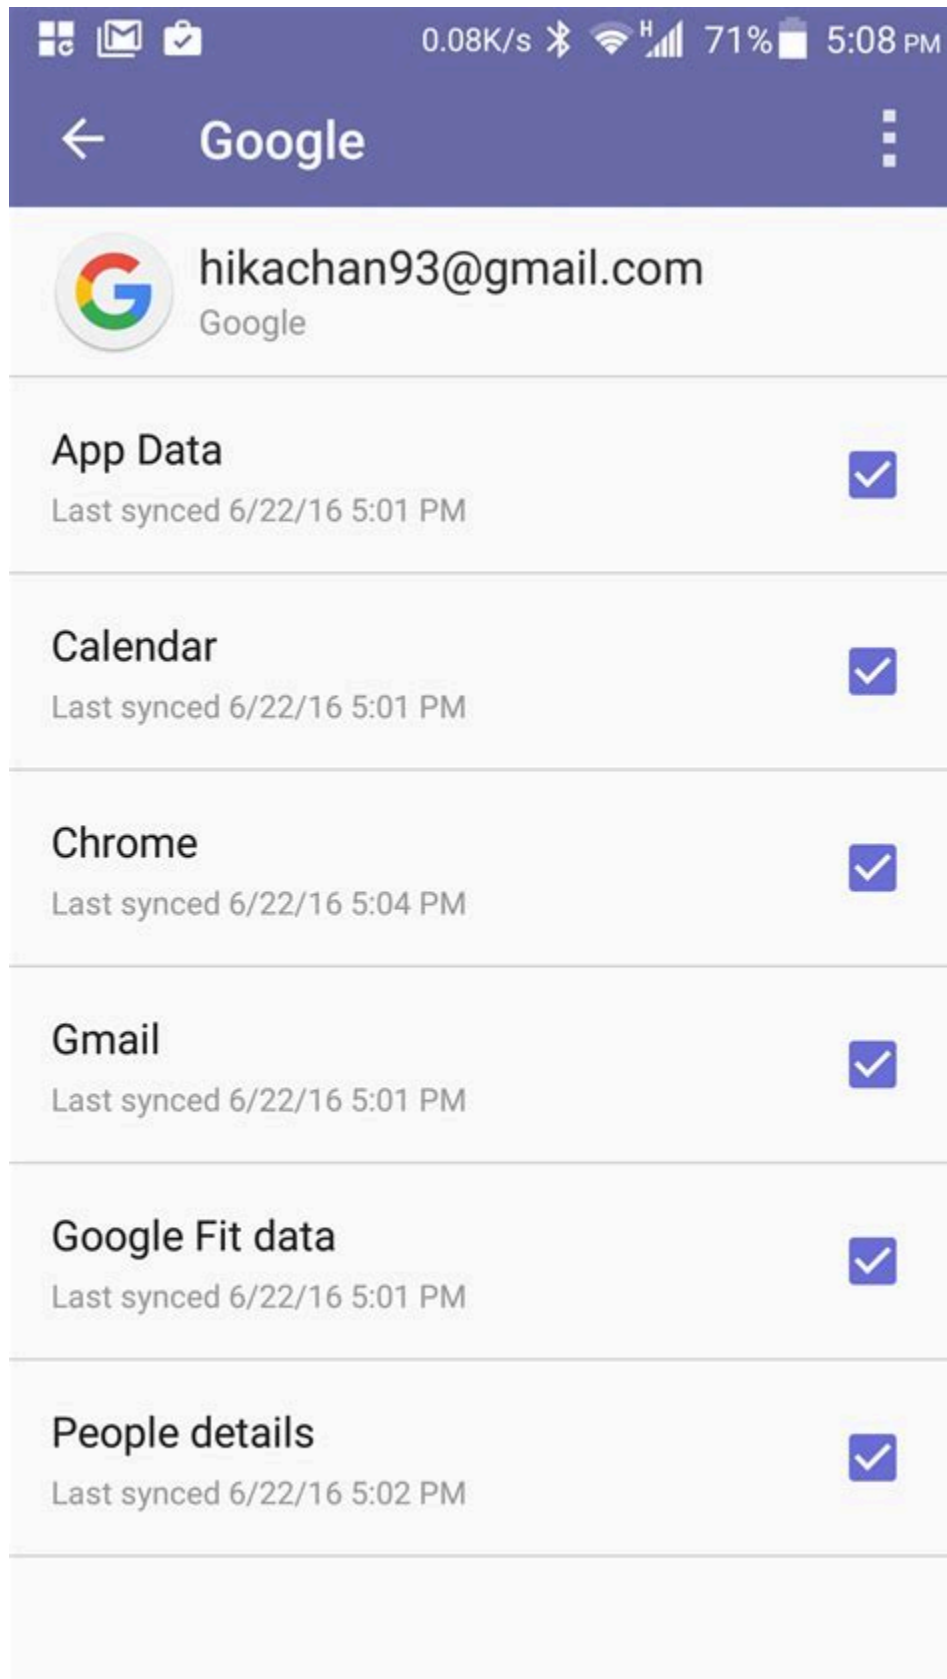 0.08K/s H 71% 5:08 PM
Google
hikachan93@gmail.com
Google
App Data
Last synced 6/22/16 5:01 PM
Calendar
Last synced 6/22/16 5:01 PM
Chrome
Last synced 6/22/16 5:04 PM
Gmail
Last synced 6/22/16 5:01 PM
Google Fit data
Last synced 6/22/16 5:01 PM
People details
Last synced 6/22/16 5:02 PM